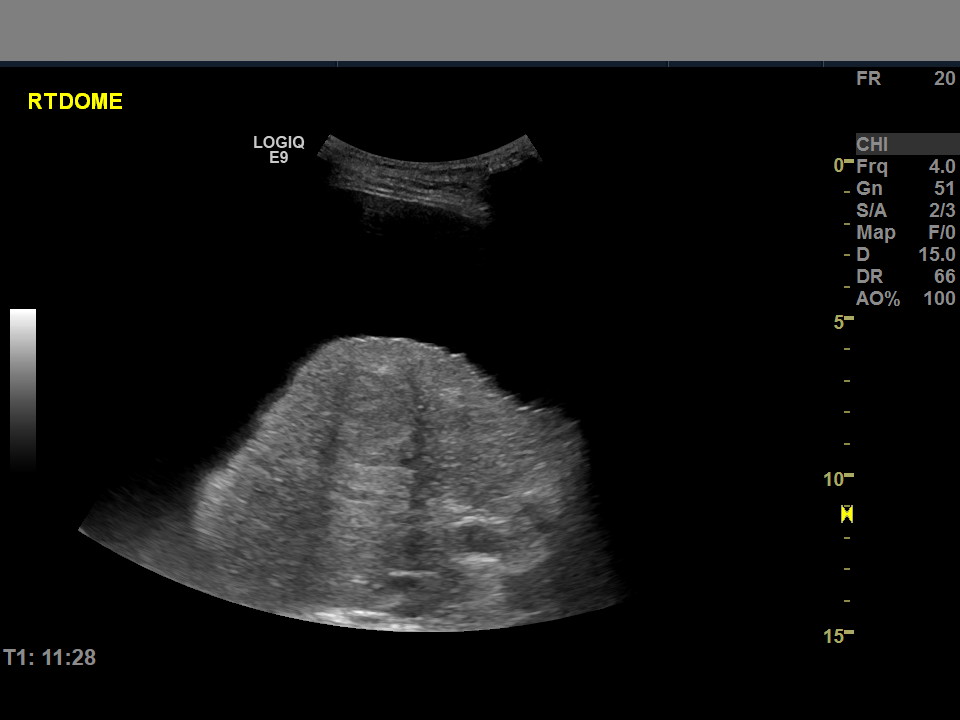 FR 20
RTDOME
LOGIQ
E9
CHI
Frq 4.0
Gn 51
S/A 2/3
Map F/0
D 15.0
DR 66
AO% 100
0
5
10
15
T1: 11:28